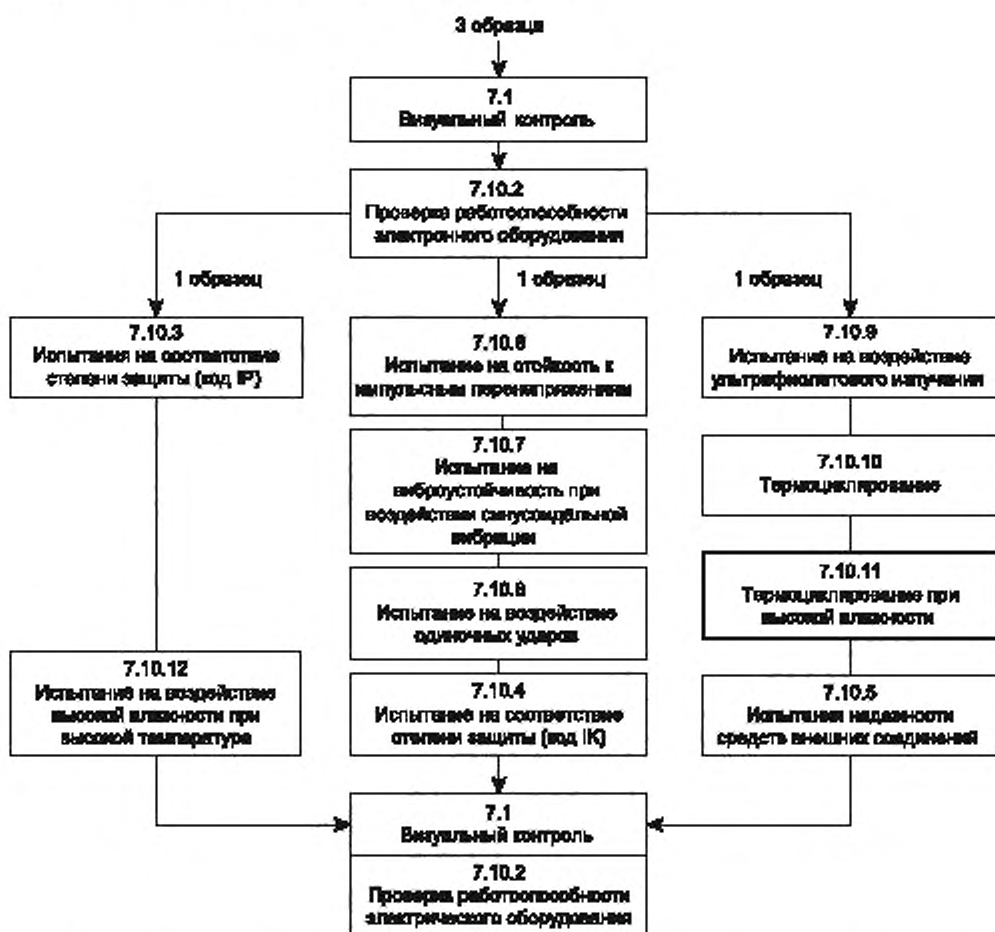 3 образца
7.1
Визуальный контроль
7.10.2
Проверка работоспособности
электронного оборудования
1 образец
1 образец
1 образец
7.10.3
Испытания на соответствие
степени защиты (код IP)
7.10.12
Испытание на воздействие
высокой влажности при
высокой температуре
7.10.6
Испытание на стойкость к
импульсным перенапряжениям
7.10.7
Испытание на
виброустойчивость при
воздействии синусоидальной
вибрации
7.10.8
Испытание на воздействие
одиночных ударов
7.10.4
Испытание на соответствие
степени защиты (код IK)
7.10.9
Испытание на воздействие
ультрафиолетового излучения
7.10.10
Термоциклирование
7.10.11
Термоциклирование при
высокой влажности
7.10.5
Испытания надежности
средств внешних соединений
7.1
Визуальный контроль
7.10.2
Проверка работоспособности
электрического оборудования